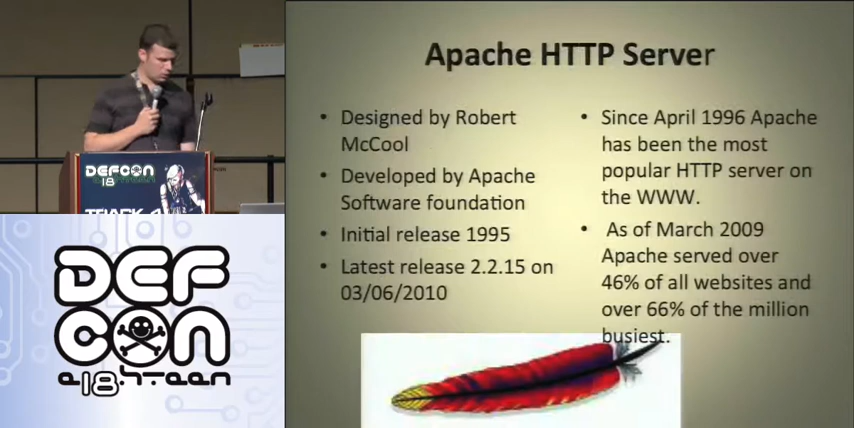 Apache HTTP Server
• Designed by Robert
McCool
• Developed by Apache
Software foundation
• Initial release 1995
• Latest release 2.2.15 on
03/06/2010
• Since April 1996 Apache
has been the most
popular HTTP server on
the WWW.
• As of March 2009
Apache served over
46% of all websites and
over 66% of the million
busiest.
DEFCON
18
TRACK 4
DEF
CON
e18hteen